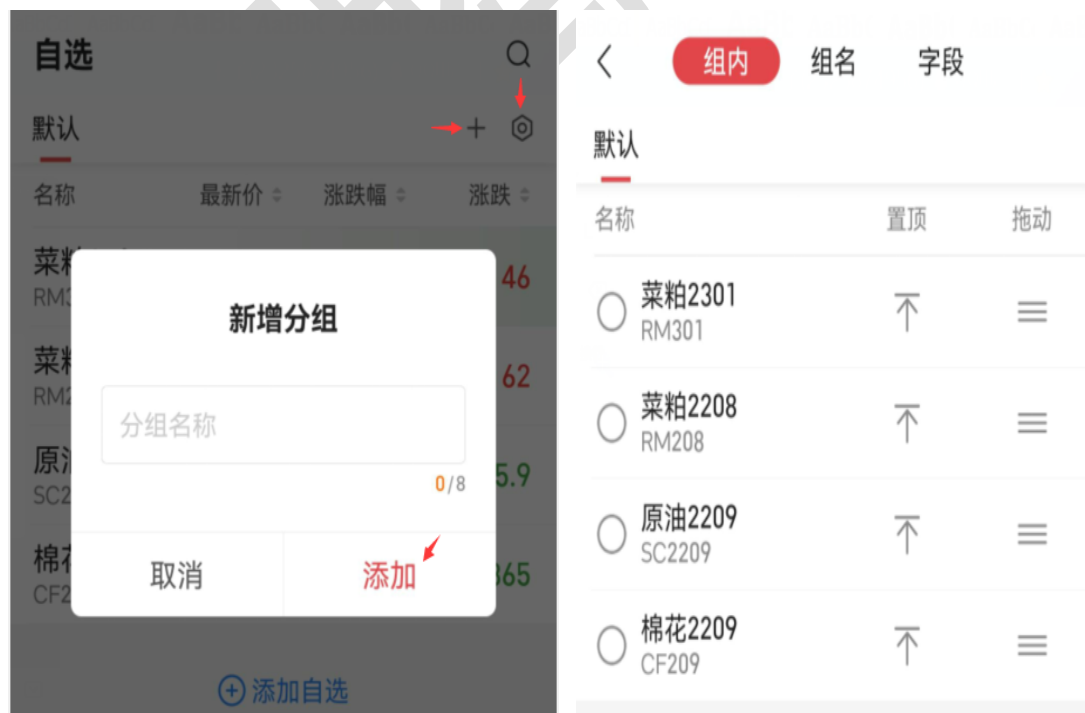 自选
默认
名称 最新价 涨跌幅 涨跌
菜
RM3
46
新增分组
菜
RM2
62
分组名称
0/8
原
SC2
5.9
取消 添加
棉
CF2
365
添加自选
组内 组名 字段
默认
名称 置顶 拖动
菜粕2301
RM301
菜粕2208
RM208
原油2209
SC2209
棉花2209
CF209